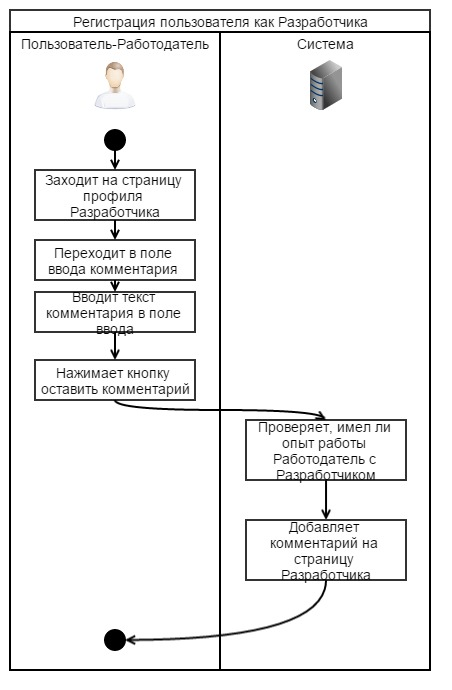 Регистрация пользователя как Разработчика
Пользователь-Работодатель
Система
Заходит на страницу
профиля
Разработчика
Переходит в поле
ввода комментария
Вводит текст
комментария в поле
ввода
Нажимает кнопку
оставить комментарий
Проверяет, имел ли
опыт работы
Работодатель с
Разработчиком
Добавляет
комментарий на
страницу
Разработчика